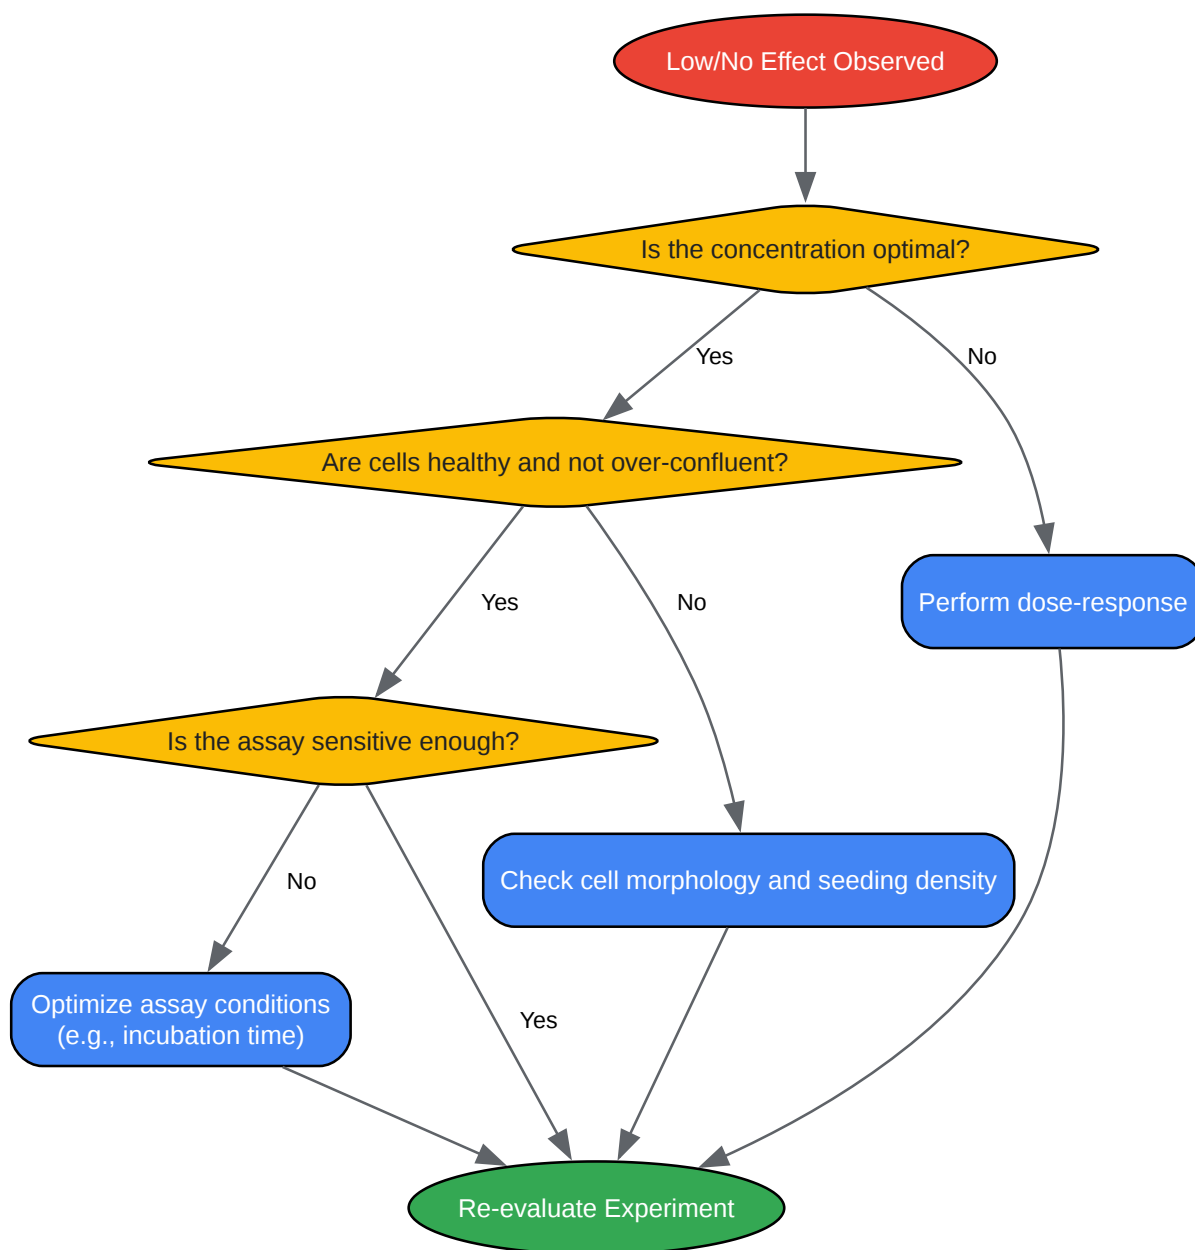 Low/No Effect Observed
Is the concentration optimal?
Yes
No
Are cells healthy and not over-confluent?
Yes
No
Perform dose-response
Is the assay sensitive enough?
No
Check cell morphology and seeding density
Optimize assay conditions
(e.g., incubation time)
Yes
Re-evaluate Experiment